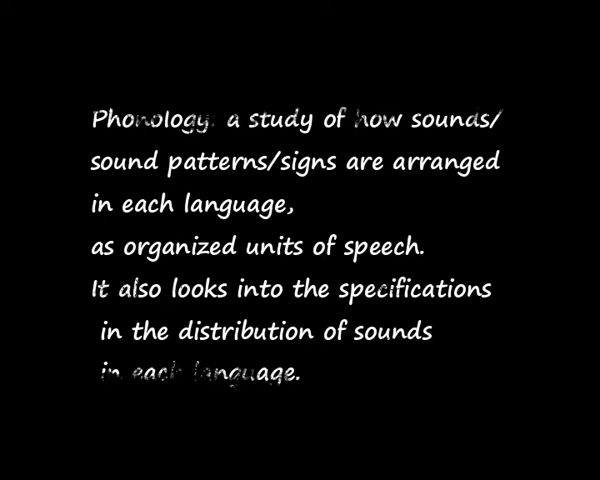 Phonology: a study of how sounds/
sound patterns/signs are arranged
in each language,
as organized units of speech.
It also looks into the specifications
in the distribution of sounds
in each language.